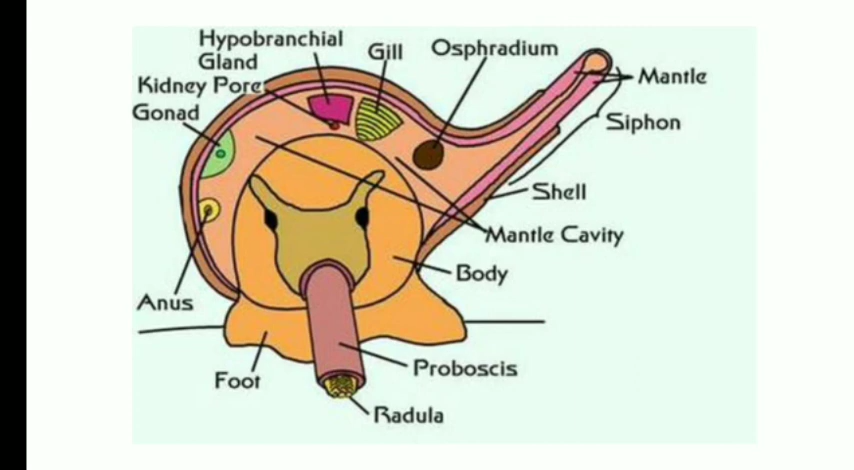 Hypobranchial
Gland
Gill
Osphradium
Kidney Pore
Mantle
Gonad
Siphon
Shell
Mantle Cavity
Body
Anus
Proboscis
Foot
Radula